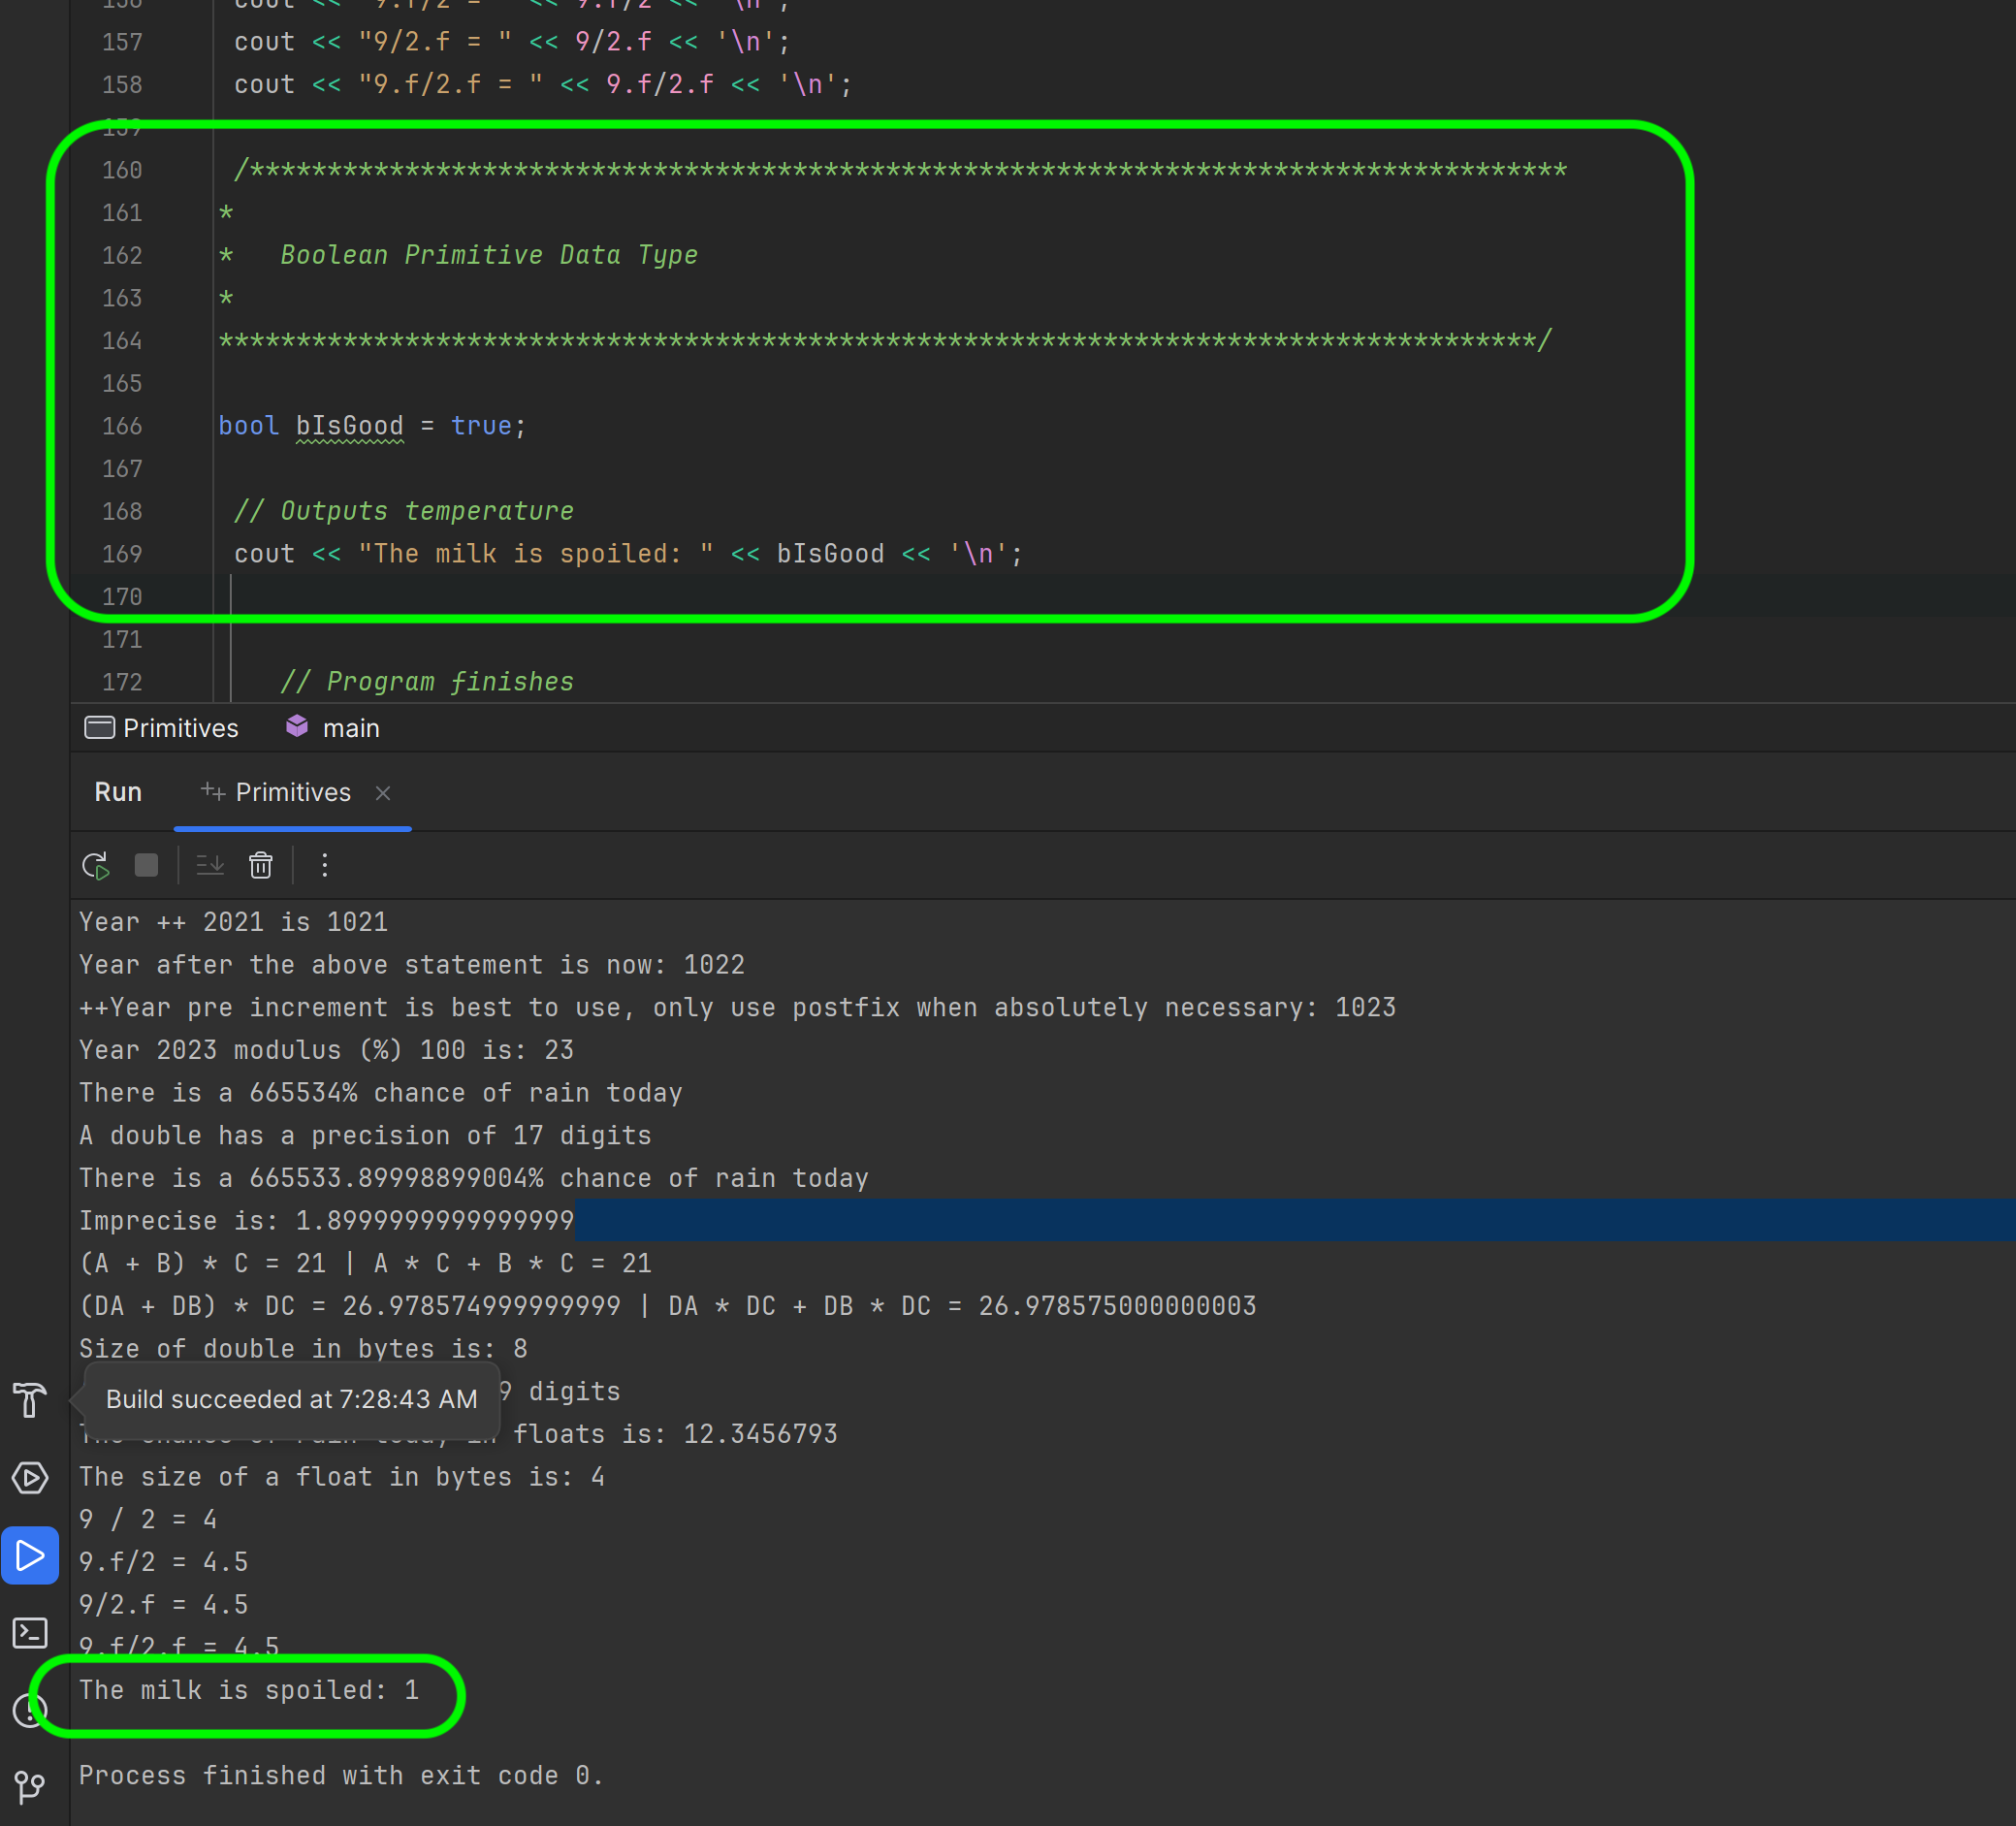 156 cout << "9.f/2 = " << 9.f/2 << '\n';
157 cout << "9/2.f = " << 9/2.f << '\n';
158 cout << "9.f/2.f = " << 9.f/2.f << '\n';
159
160 /*************************************************************************************
161 *
162 * Boolean Primitive Data Type
163 *
164 *************************************************************************************/
165
166 bool bIsGood = true;
167
168 // Outputs temperature
169 cout << "The milk is spoiled: " << bIsGood << '\n';
170
171
172 // Program finishes
Primitives main
Run Primitives
Year ++ 2021 is 1021
Year after the above statement is now: 1022
++Year pre increment is best to use, only use postfix when absolutely necessary: 1023
Year 2023 modulus (%) 100 is: 23
There is a 665534% chance of rain today
A double has a precision of 17 digits
There is a 665533.89998899004% chance of rain today
Imprecise is: 1.8999999999999999
(A + B) * C = 21 | A * C + B * C = 21
(DA + DB) * DC = 26.978574999999999 | DA * DC + DB * DC = 26.978575000000003
Size of double in bytes is: 8
Build succeeded at 7:28:43 AM
9 digits
floats is: 12.3456793
The size of a float in bytes is: 4
9 / 2 = 4
9.f/2 = 4.5
9/2.f = 4.5
9.f/2.f = 4.5
The milk is spoiled: 1
Process finished with exit code 0.